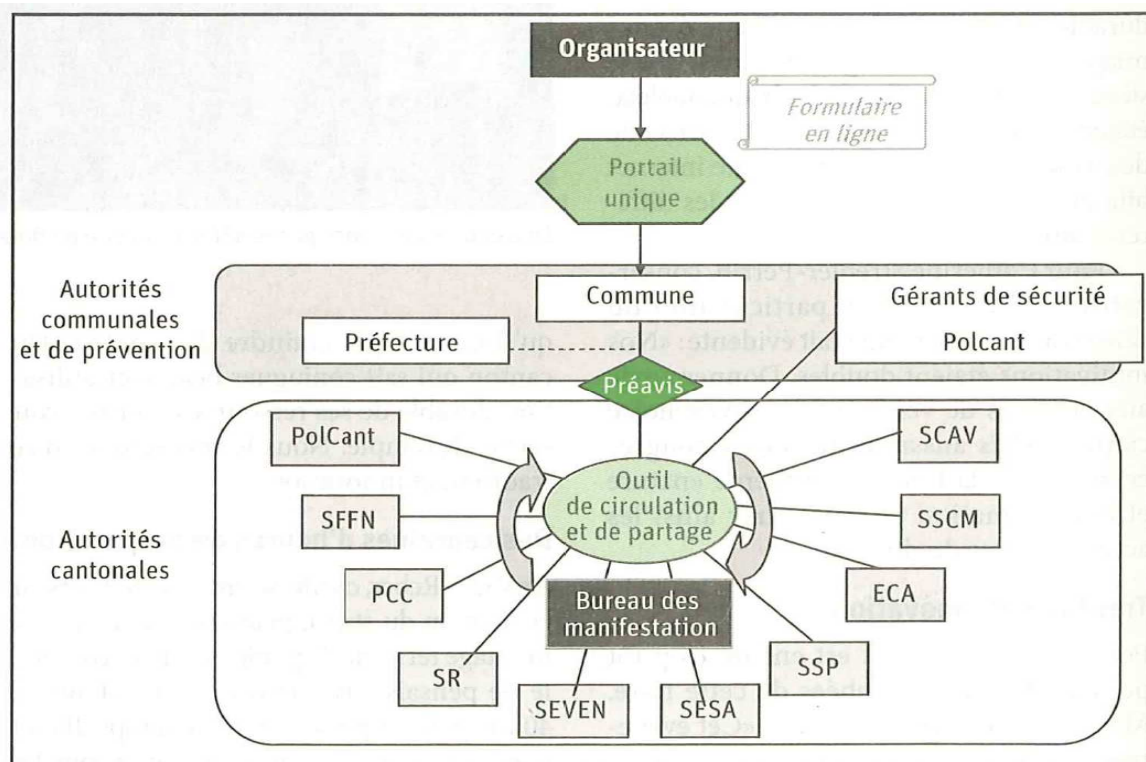 Organisateur
Formulaire
en ligne
Portail
unique
Autorités
communales
et de prévention
Commune
Gérants de sécurité
Préfecture
Polcant
Préavis
PolCant
SCAV
Outil
de circulation
et de partage
SFFN
SSCM
Autorités
cantonales
PCC
ECA
Bureau des
manifestation
SR
SSP
SEVEN
SESA